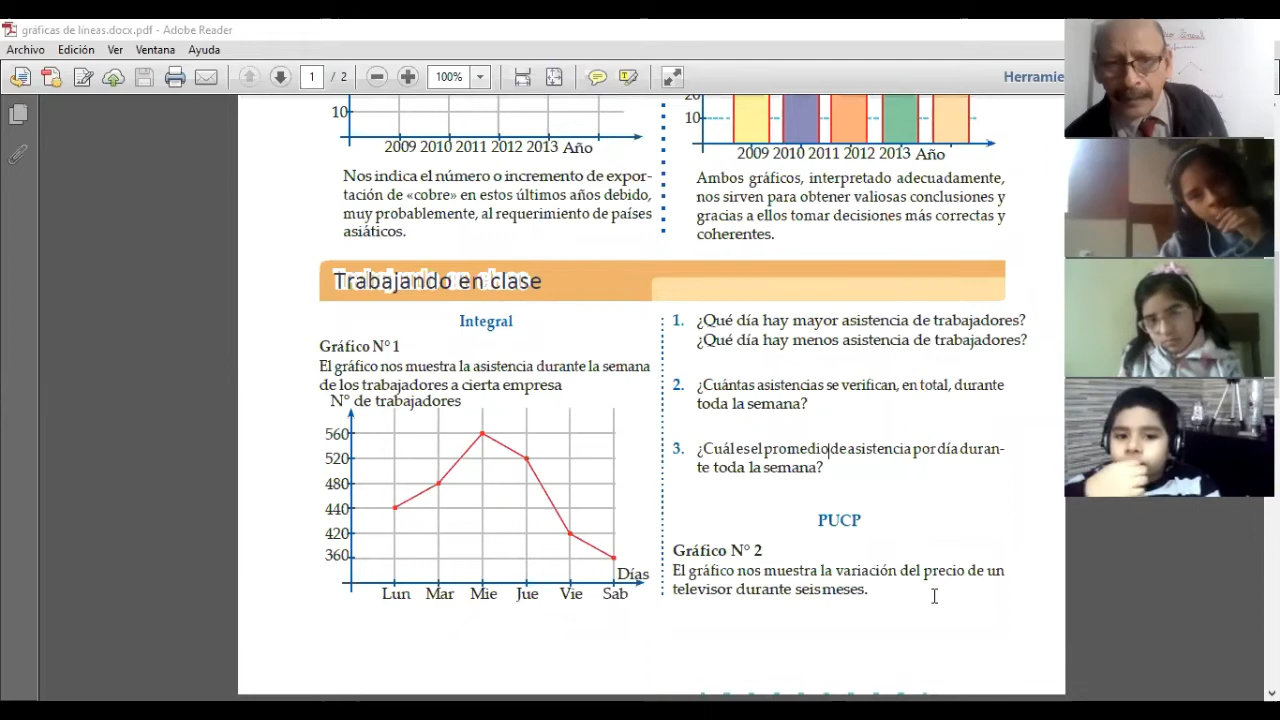 gráficas de líneas.docx.pdf - Adobe Reader
Archivo Edición Ver Ventana Ayuda
1 / 2 100% Herramie
10
2009 2010 2011 2012 2013 Año
Nos indica el número o incremento de expor-
tación de «cobre» en estos últimos años debido,
muy probablemente, al requerimiento de países
asiáticos.
20
10
2009 2010 2011 2012 2013 Año
Ambos gráficos, interpretado adecuadamente,
nos sirven para obtener valiosas conclusiones y
gracias a ellos tomar decisiones más correctas y
coherentes.
Trabajando en clase
Integral
Gráfico N° 1
El gráfico nos muestra la asistencia durante la semana
de los trabajadores a cierta empresa
N° de trabajadores
560
520
480
440
420
360
Días
Lun Mar Mie Jue Vie Sab
1. ¿Qué día hay mayor asistencia de trabajadores?
¿Qué día hay menos asistencia de trabajadores?
2. ¿Cuántas asistencias se verifican, en total, durante
toda la semana?
3. ¿Cuál es el promedio de asistencia por día duran-
te toda la semana?
PUCP
Gráfico N° 2
El gráfico nos muestra la variación del precio de un
televisor durante seis meses.